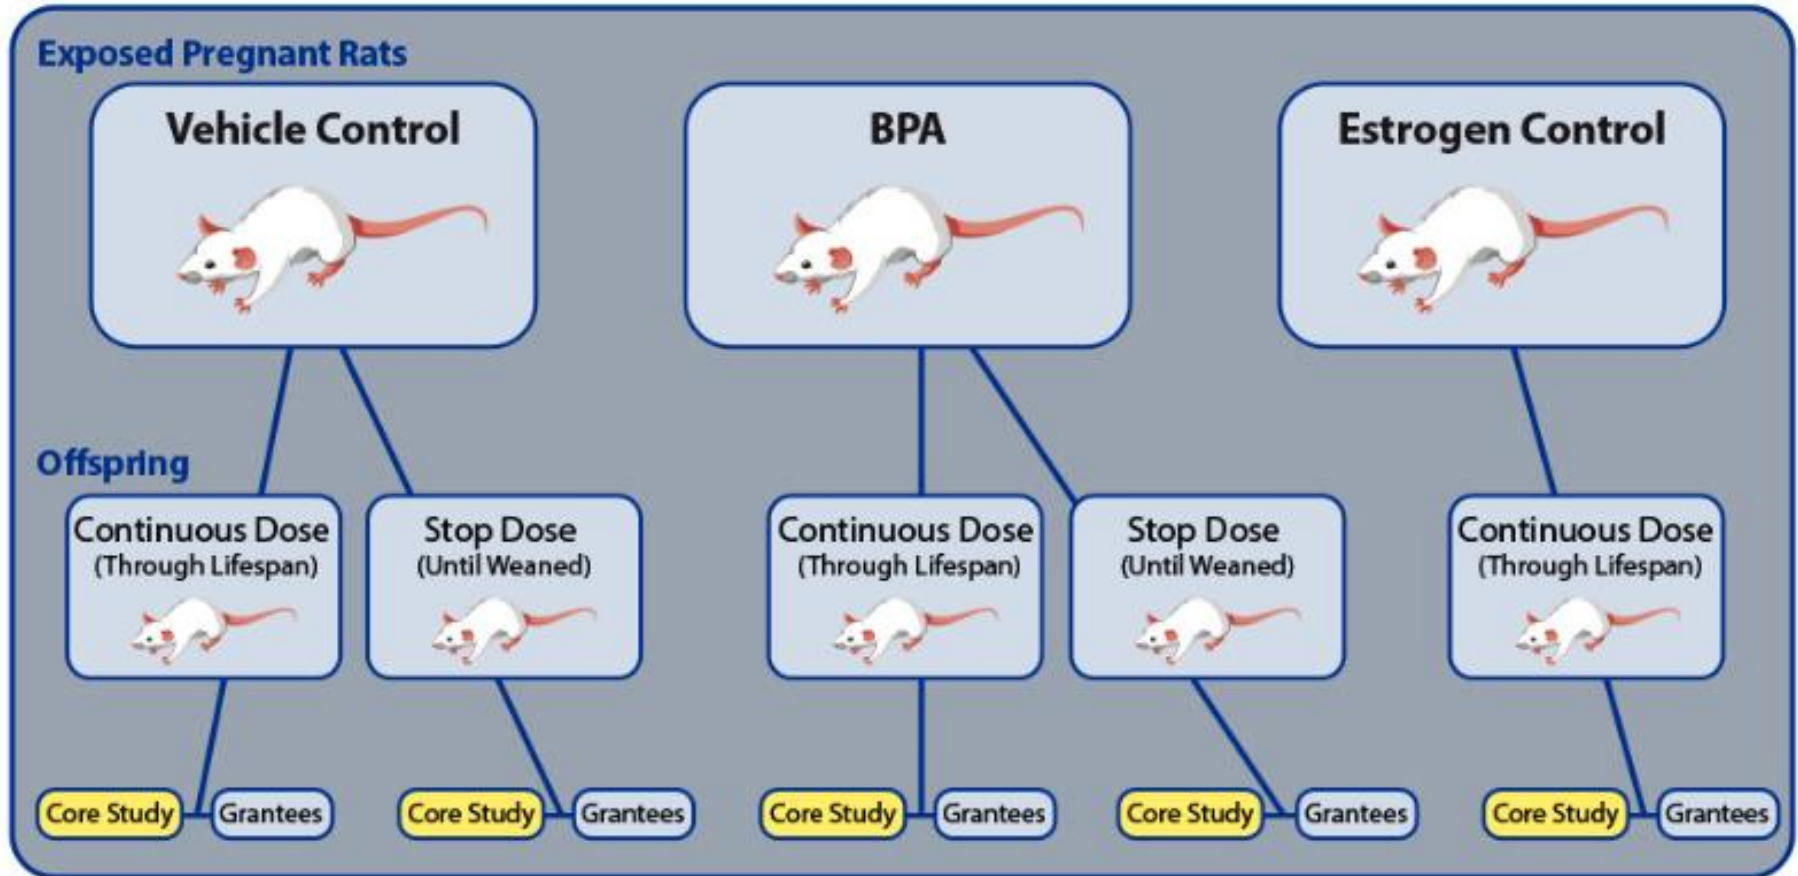 Exposed Pregnant Rats
Vehicle Control
BPA
Estrogen Control
Offspring
Continuous Dose
(Through Lifespan)
Stop Dose
(Until Weaned)
Continuous Dose
(Through Lifespan)
Stop Dose
(Until Weaned)
Continuous Dose
(Through Lifespan)
Core Study
Grantees
Core Study
Grantees
Core Study
Grantees
Core Study
Grantees
Core Study
Grantees